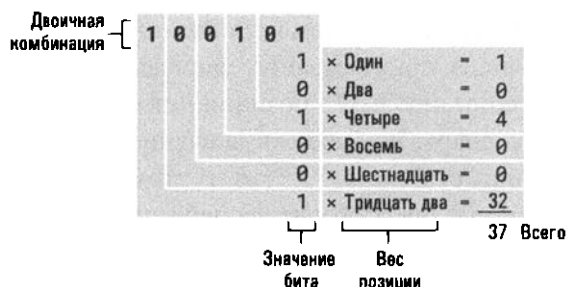 Двоичная
комбинация
1 0 0 1 0 1
1 × Один = 1
0 × Два = 0
1 × Четыре = 4
0 × Восемь = 0
0 × Шестнадцать = 0
1 × Тридцать два = 32
37 Всего
Значение Вес
бита позиции